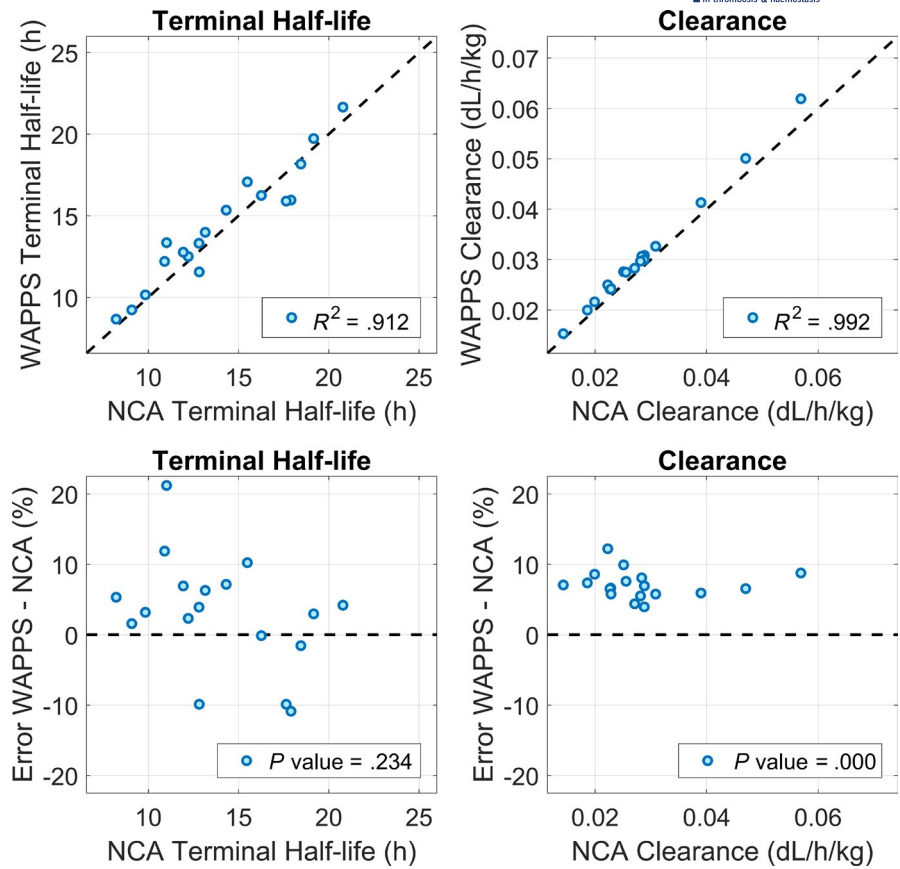 in thrombosis & haemostasis
Terminal Half-life
WAPPS Terminal Half-life (h)
25
20
15
10
R² = .912
10 15 20 25
NCA Terminal Half-life (h)
Clearance
WAPPS Clearance (dL/h/kg)
0.07
0.06
0.05
0.04
0.03
0.02
R² = .992
0.02 0.04 0.06
NCA Clearance (dL/h/kg)
Terminal Half-life
Error WAPPS - NCA (%)
20
10
0
-10
-20
P value = .234
10 15 20 25
NCA Terminal Half-life (h)
Clearance
Error WAPPS - NCA (%)
20
10
0
-10
-20
P value = .000
0.02 0.04 0.06
NCA Clearance (dL/h/kg)